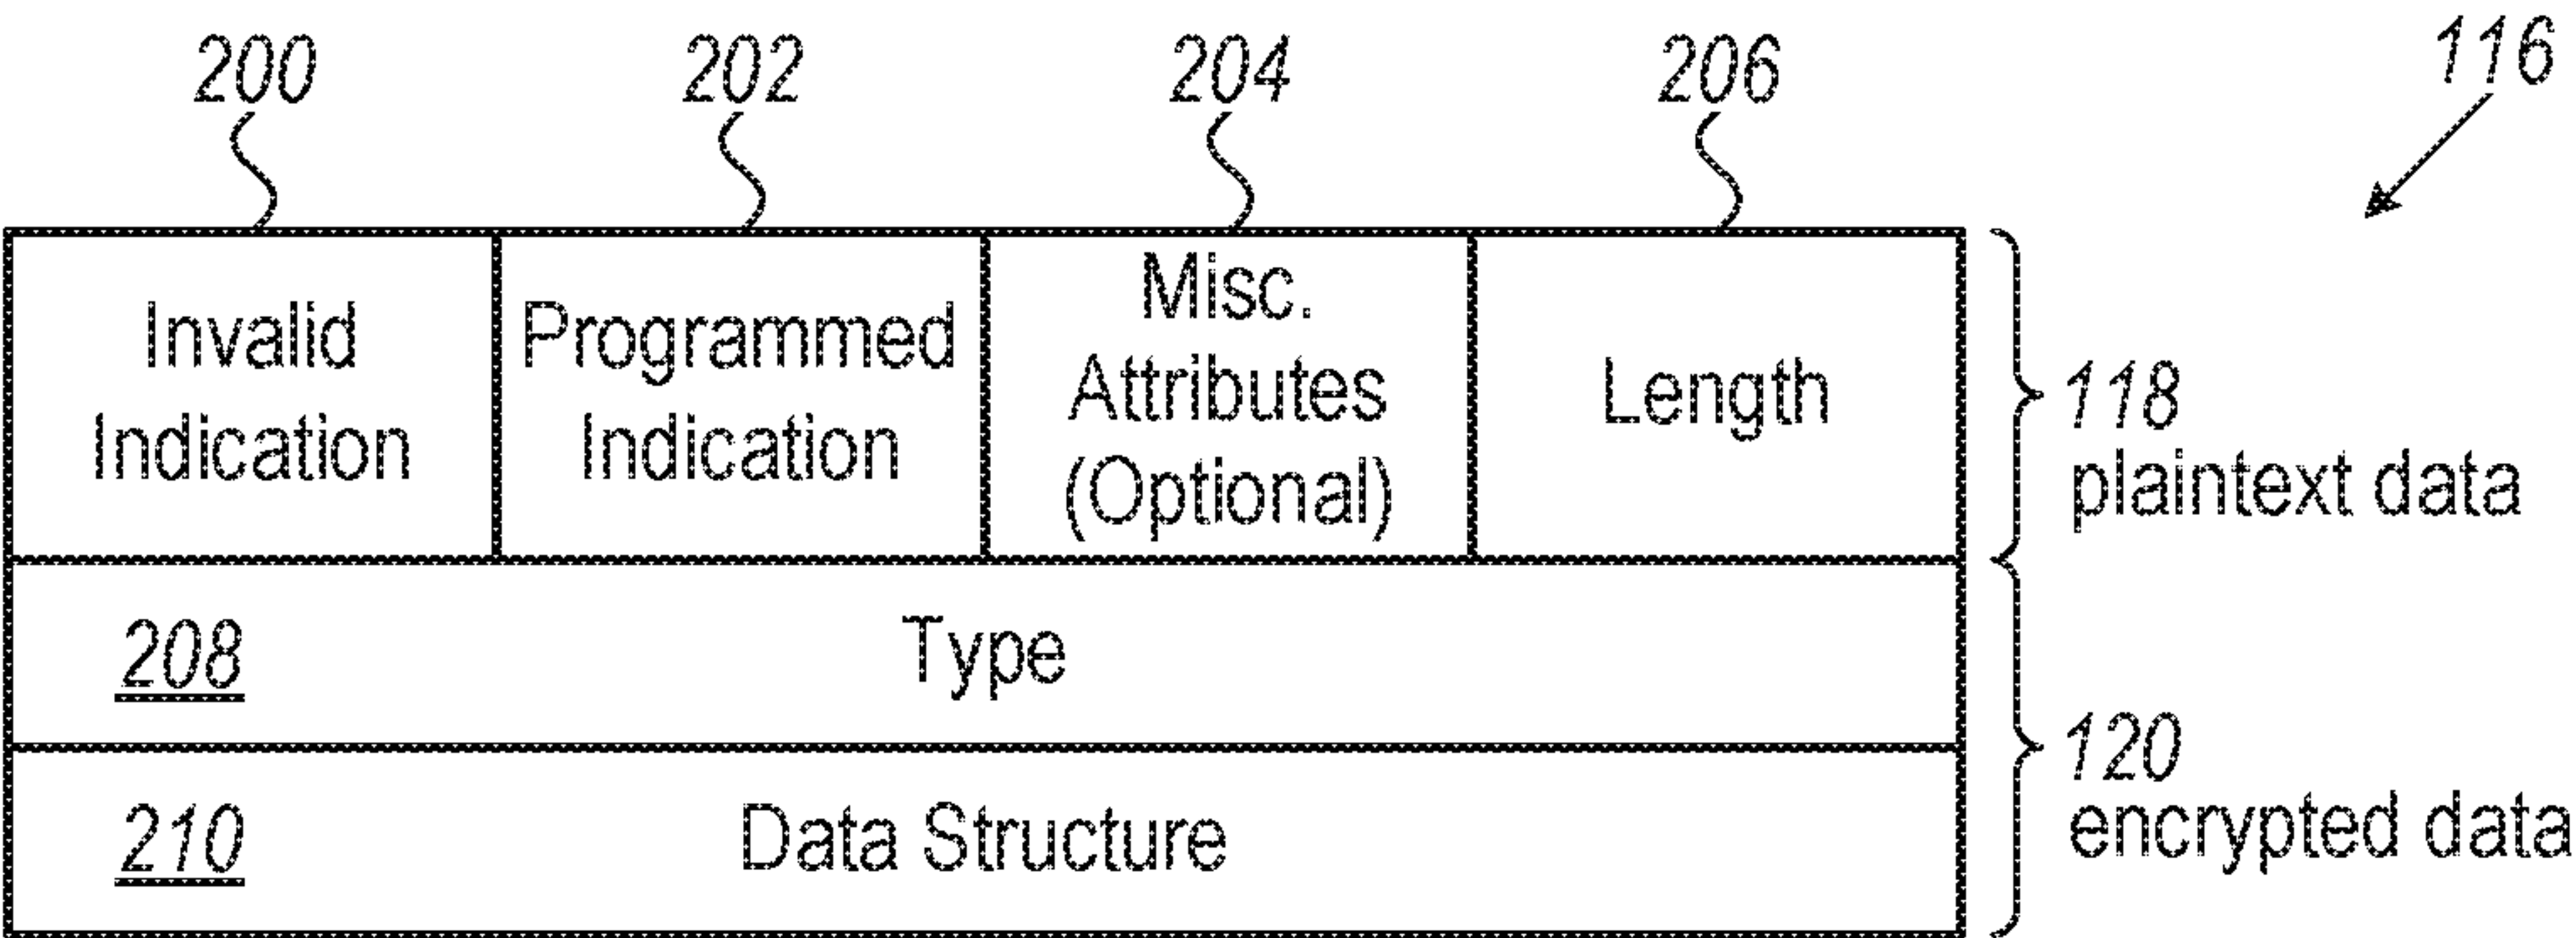 200
202
204
206
116
Invalid
Indication
Programmed
Indication
Misc.
Attributes
(Optional)
Length
118
plaintext data
208
Type
210
Data Structure
120
encrypted data